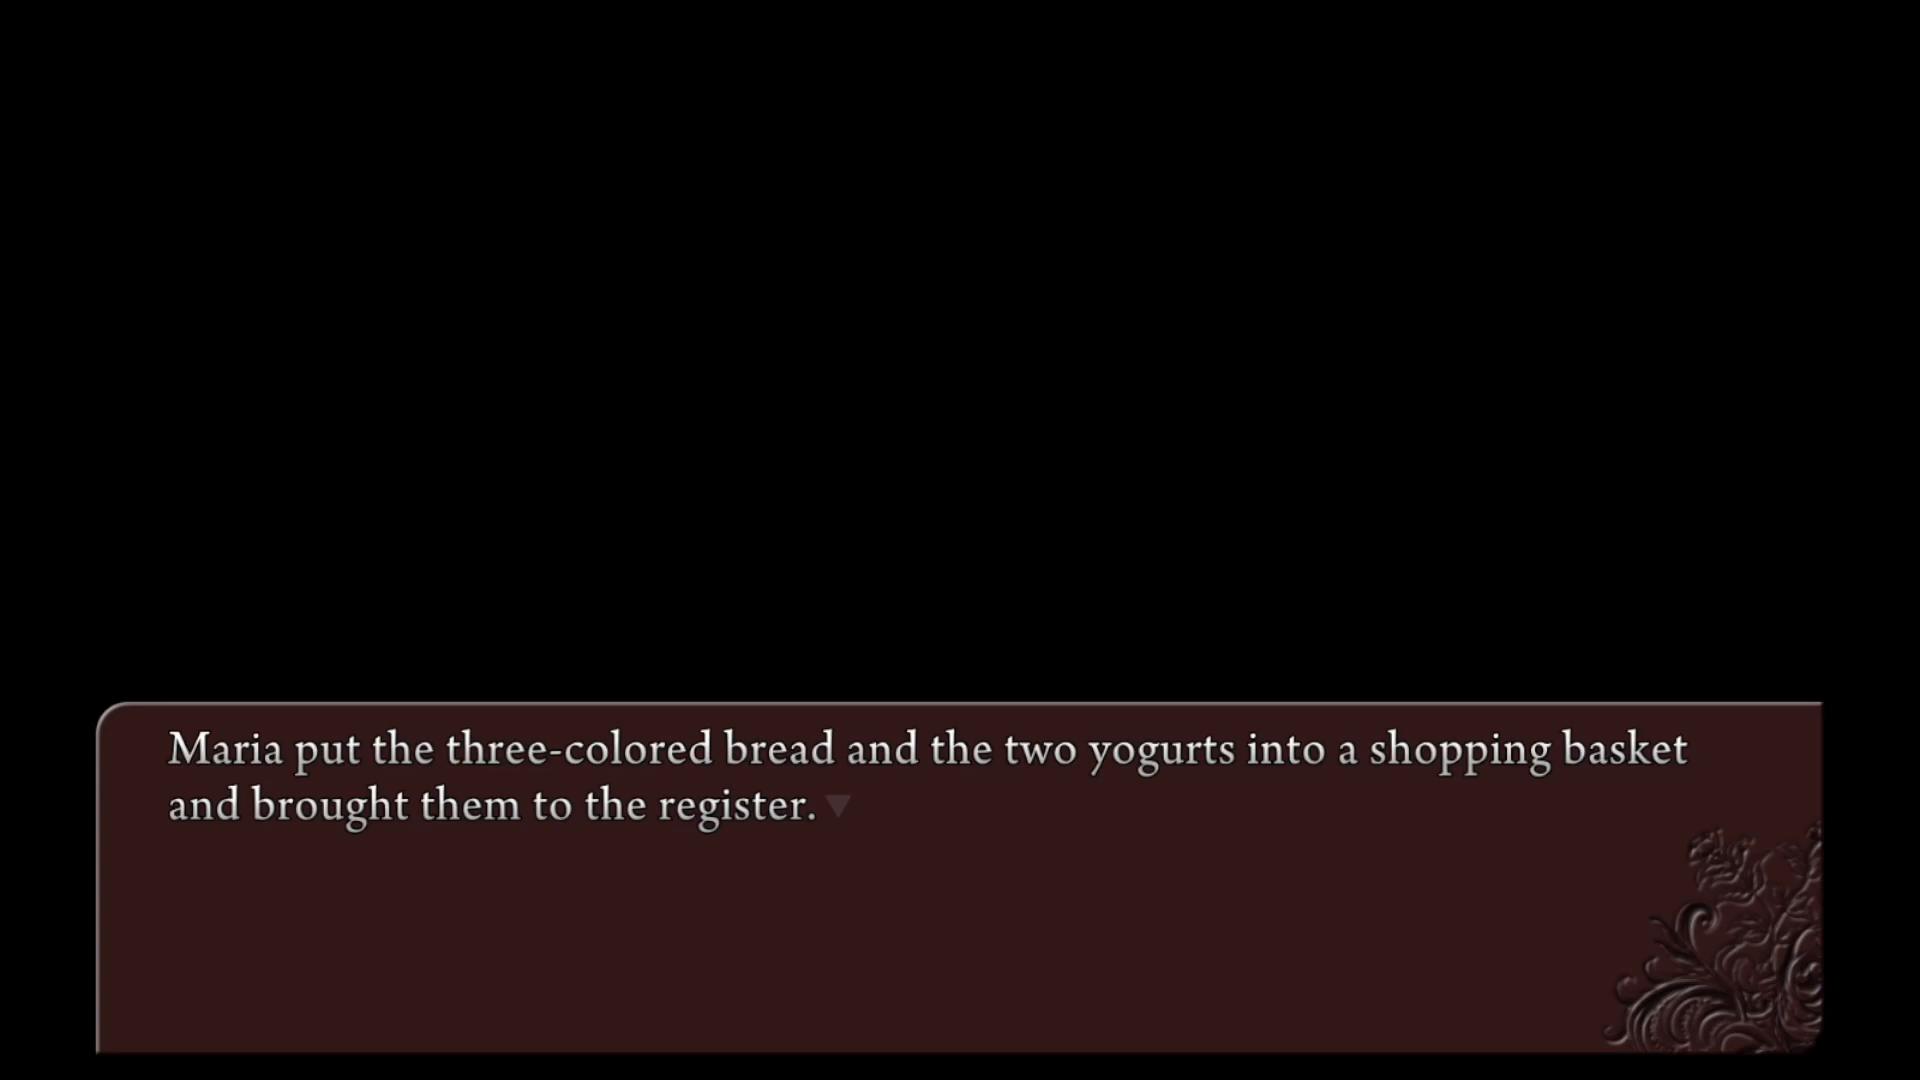 Maria put the three-colored bread and the two yogurts into a shopping basket
and brought them to the register.